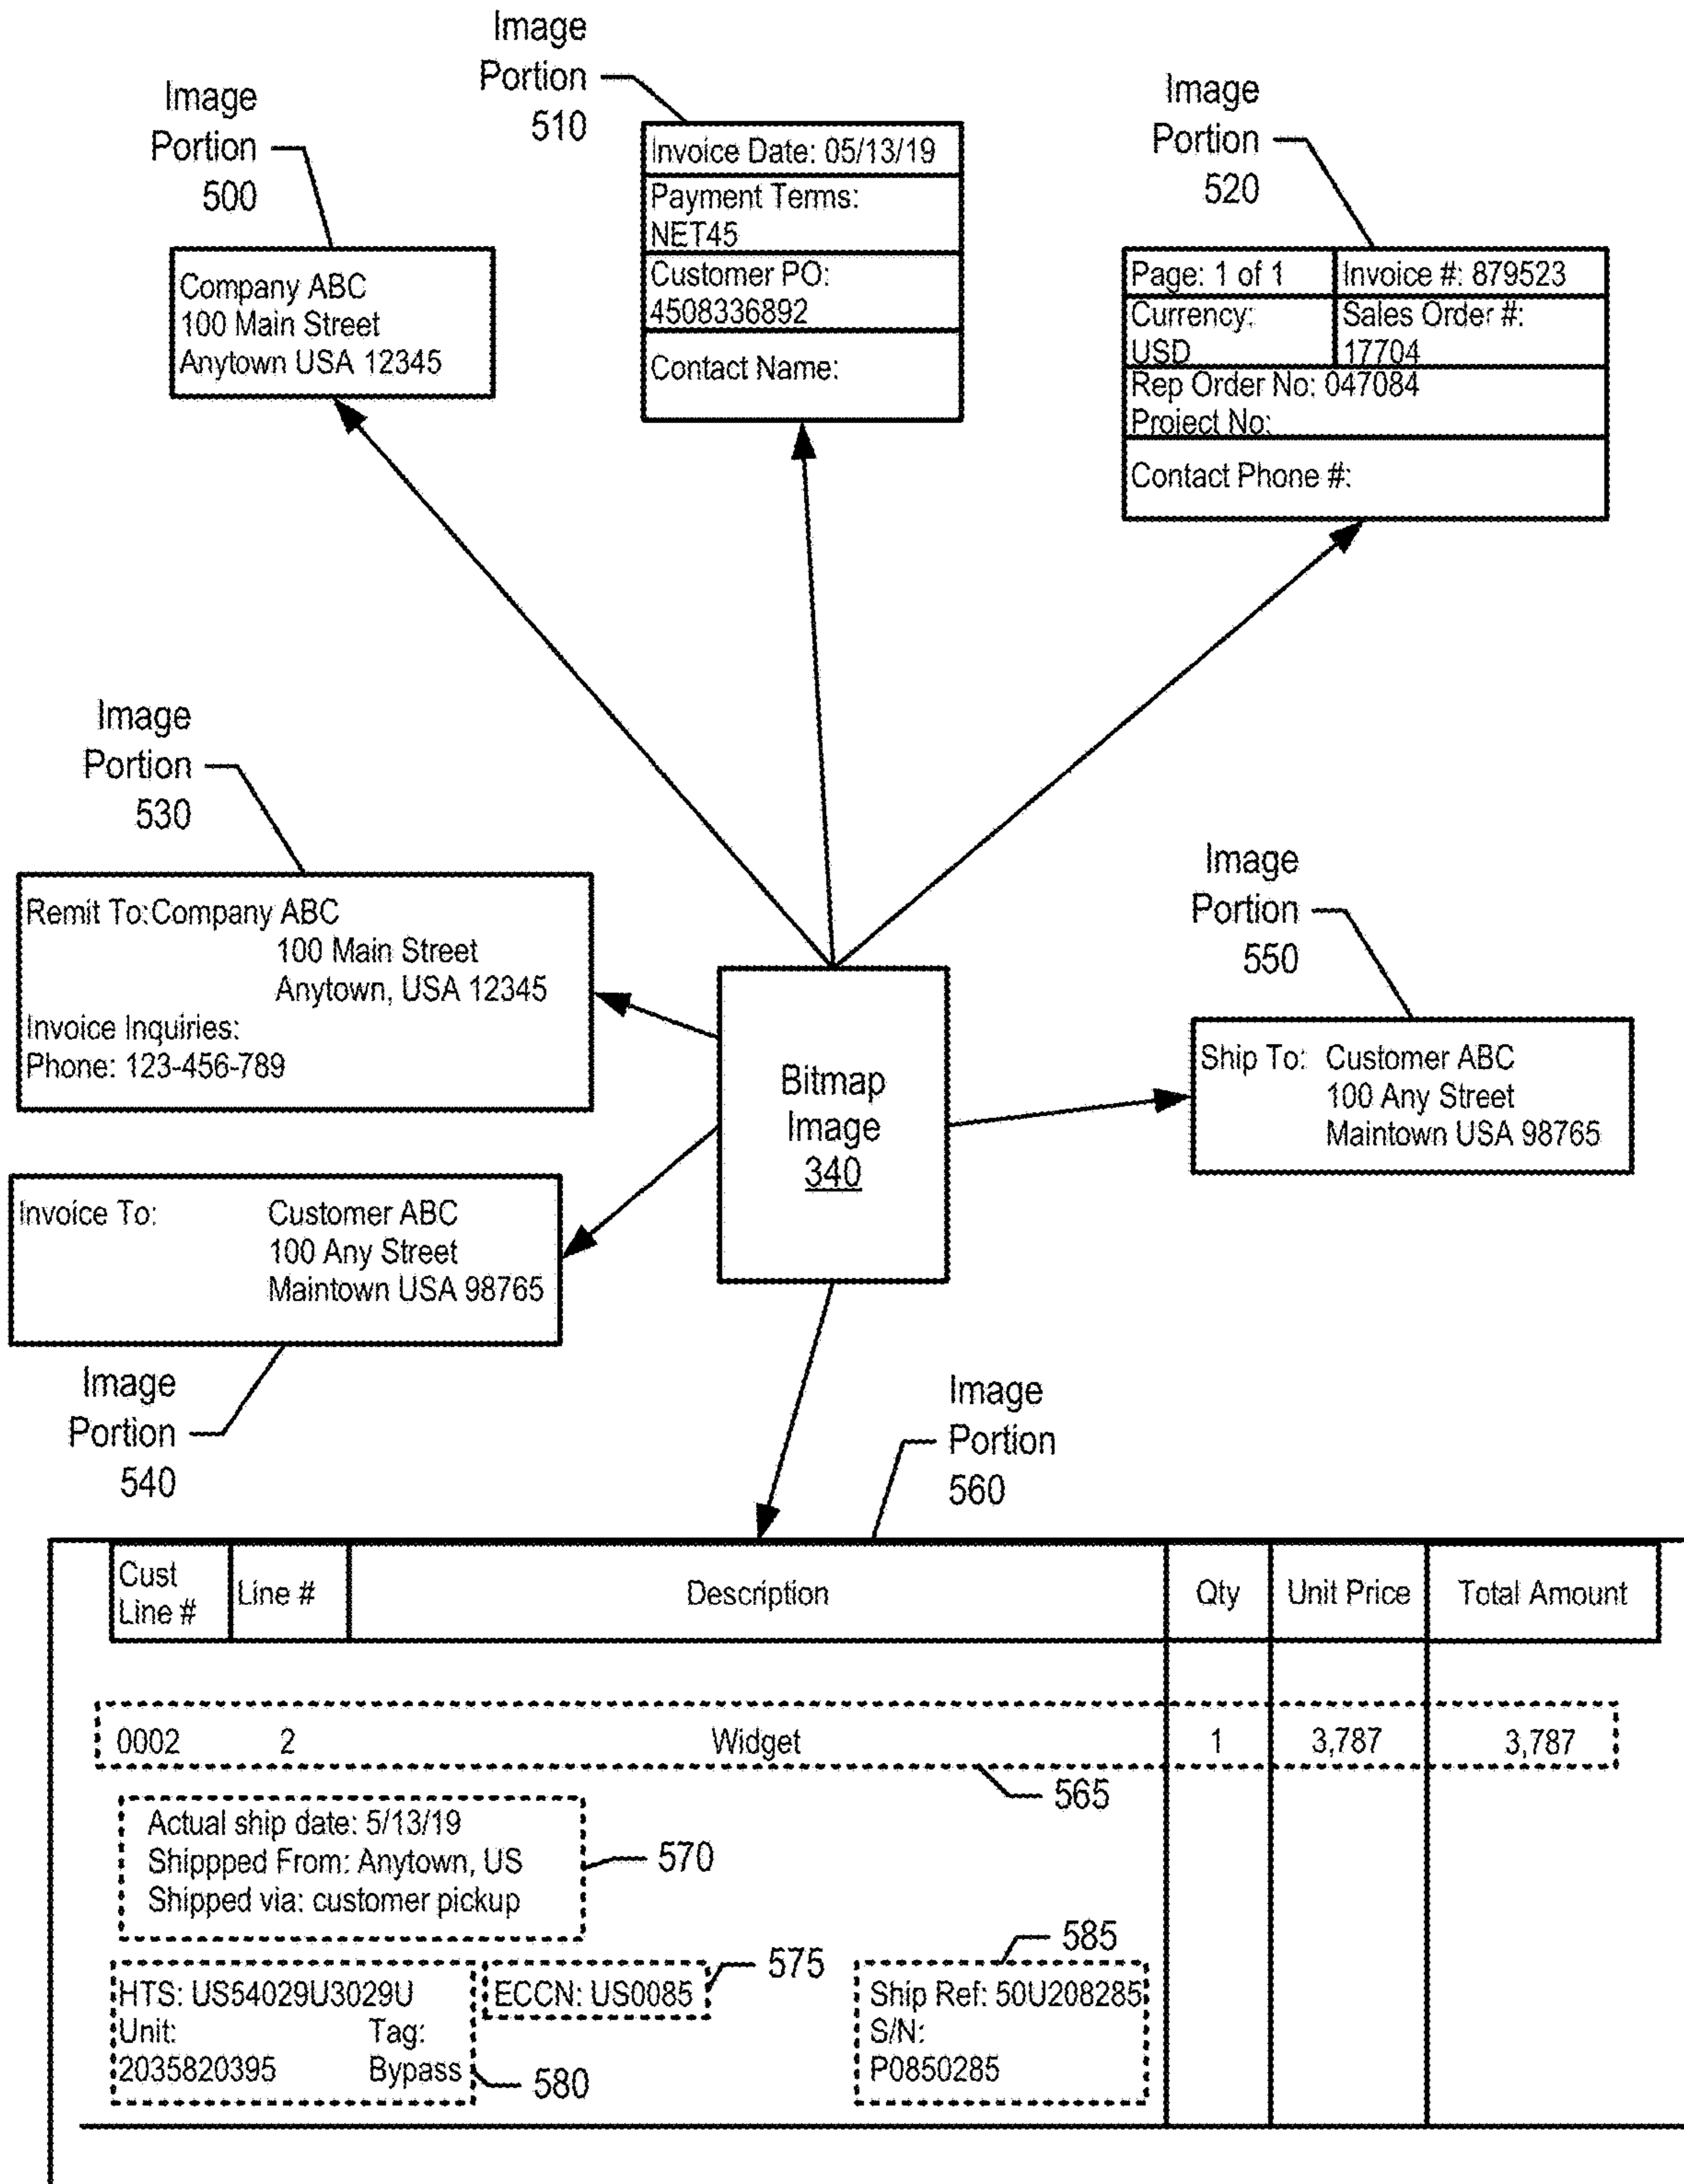 Image
Portion
500
Company ABC
100 Main Street
Anytown USA 12345
Image
Portion
510
Invoice Date: 05/13/19
Payment Terms:
NET45
Customer PO:
4508336892
Contact Name:
Image
Portion
520
Page: 1 of 1 Invoice #: 879523
Currency: Sales Order #:
USD 17704
Rep Order No: 047084
Project No:
Contact Phone #:
Image
Portion
530
Remit To:Company ABC
100 Main Street
Anytown, USA 12345
Invoice Inquiries:
Phone: 123-456-789
Bitmap
Image
340
Image
Portion
550
Ship To: Customer ABC
100 Any Street
Maintown USA 98765
Invoice To: Customer ABC
100 Any Street
Maintown USA 98765
Image
Portion
540
Image
Portion
560
Cust
Line #
Line #
Description
Qty
Unit Price
Total Amount
0002 2 Widget 1 3,787 3,787
565
Actual ship date: 5/13/19
Shippped From: Anytown, US
Shipped via: customer pickup
570
HTS: US54029U3029U
Unit: Tag:
2035820395 Bypass
580
ECCN: US0085
575
585
Ship Ref: 50U208285
S/N:
P0850285